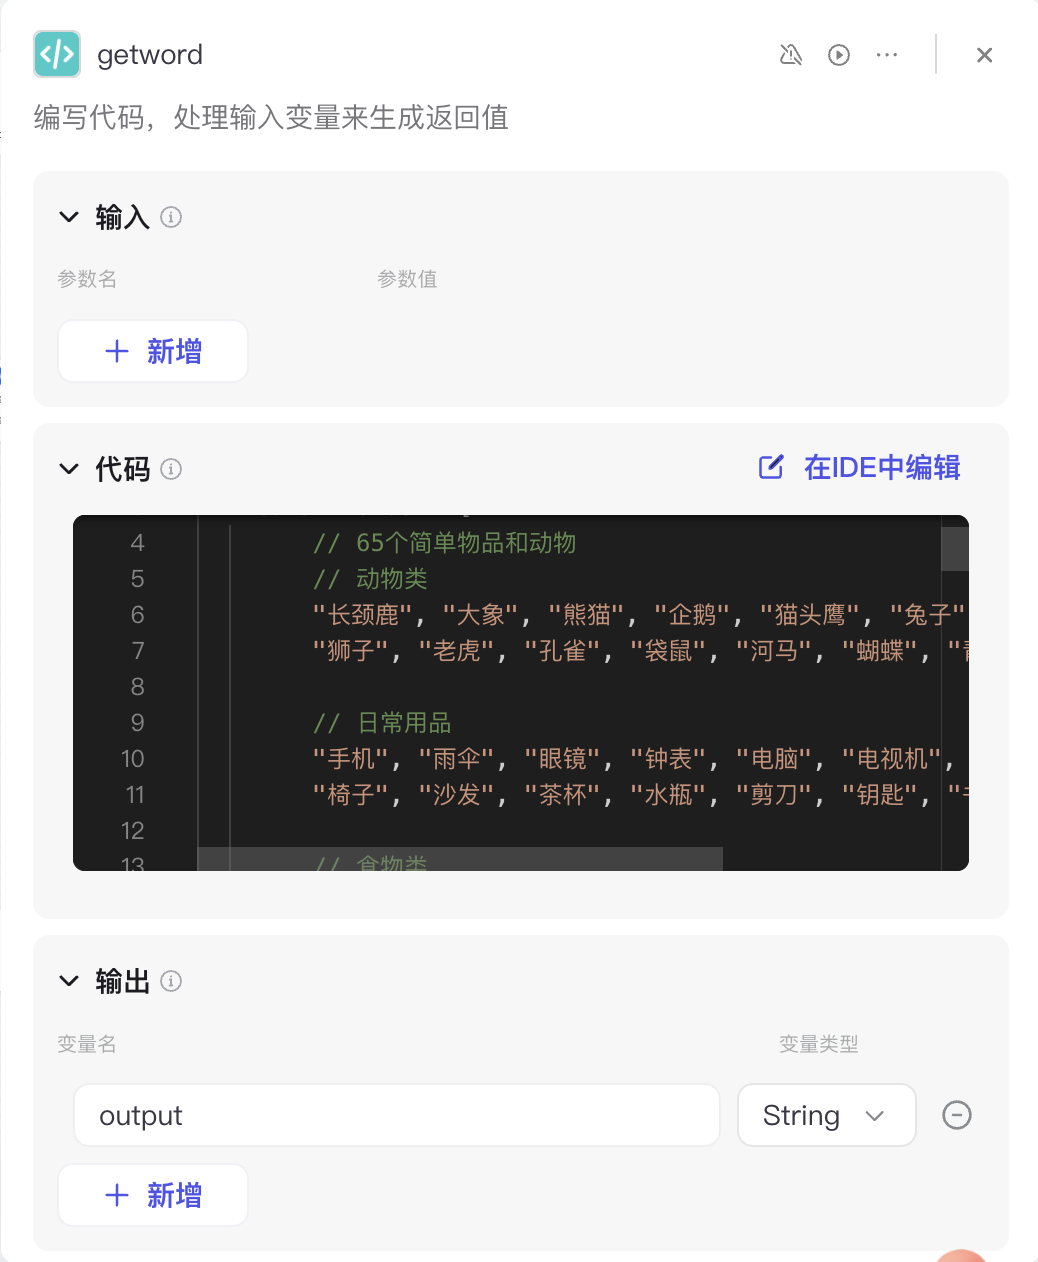 getword
编写代码，处理输入变量来生成返回值
输入
参数名 参数值
+ 新增
代码 在IDE中编辑
4 // 65个简单物品和动物
5 // 动物类
6 "长颈鹿", "大象", "熊猫", "企鹅", "猫头鹰", "兔子"
7 "狮子", "老虎", "孔雀", "袋鼠", "河马", "蝴蝶", "
8
9 // 日常用品
10 "手机", "雨伞", "眼镜", "钟表", "电脑", "电视机",
11 "椅子", "沙发", "茶杯", "水瓶", "剪刀", "钥匙", "
12
13 // 食物类
输出
变量名 变量类型
output String
+ 新增